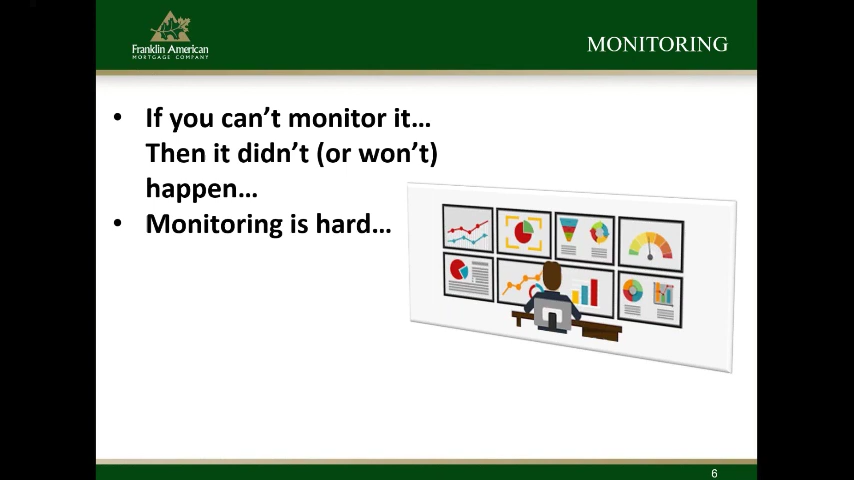 Franklin American
MORTGAGE COMPANY
MONITORING
• If you can’t monitor it…
Then it didn’t (or won’t)
happen…
• Monitoring is hard…
6